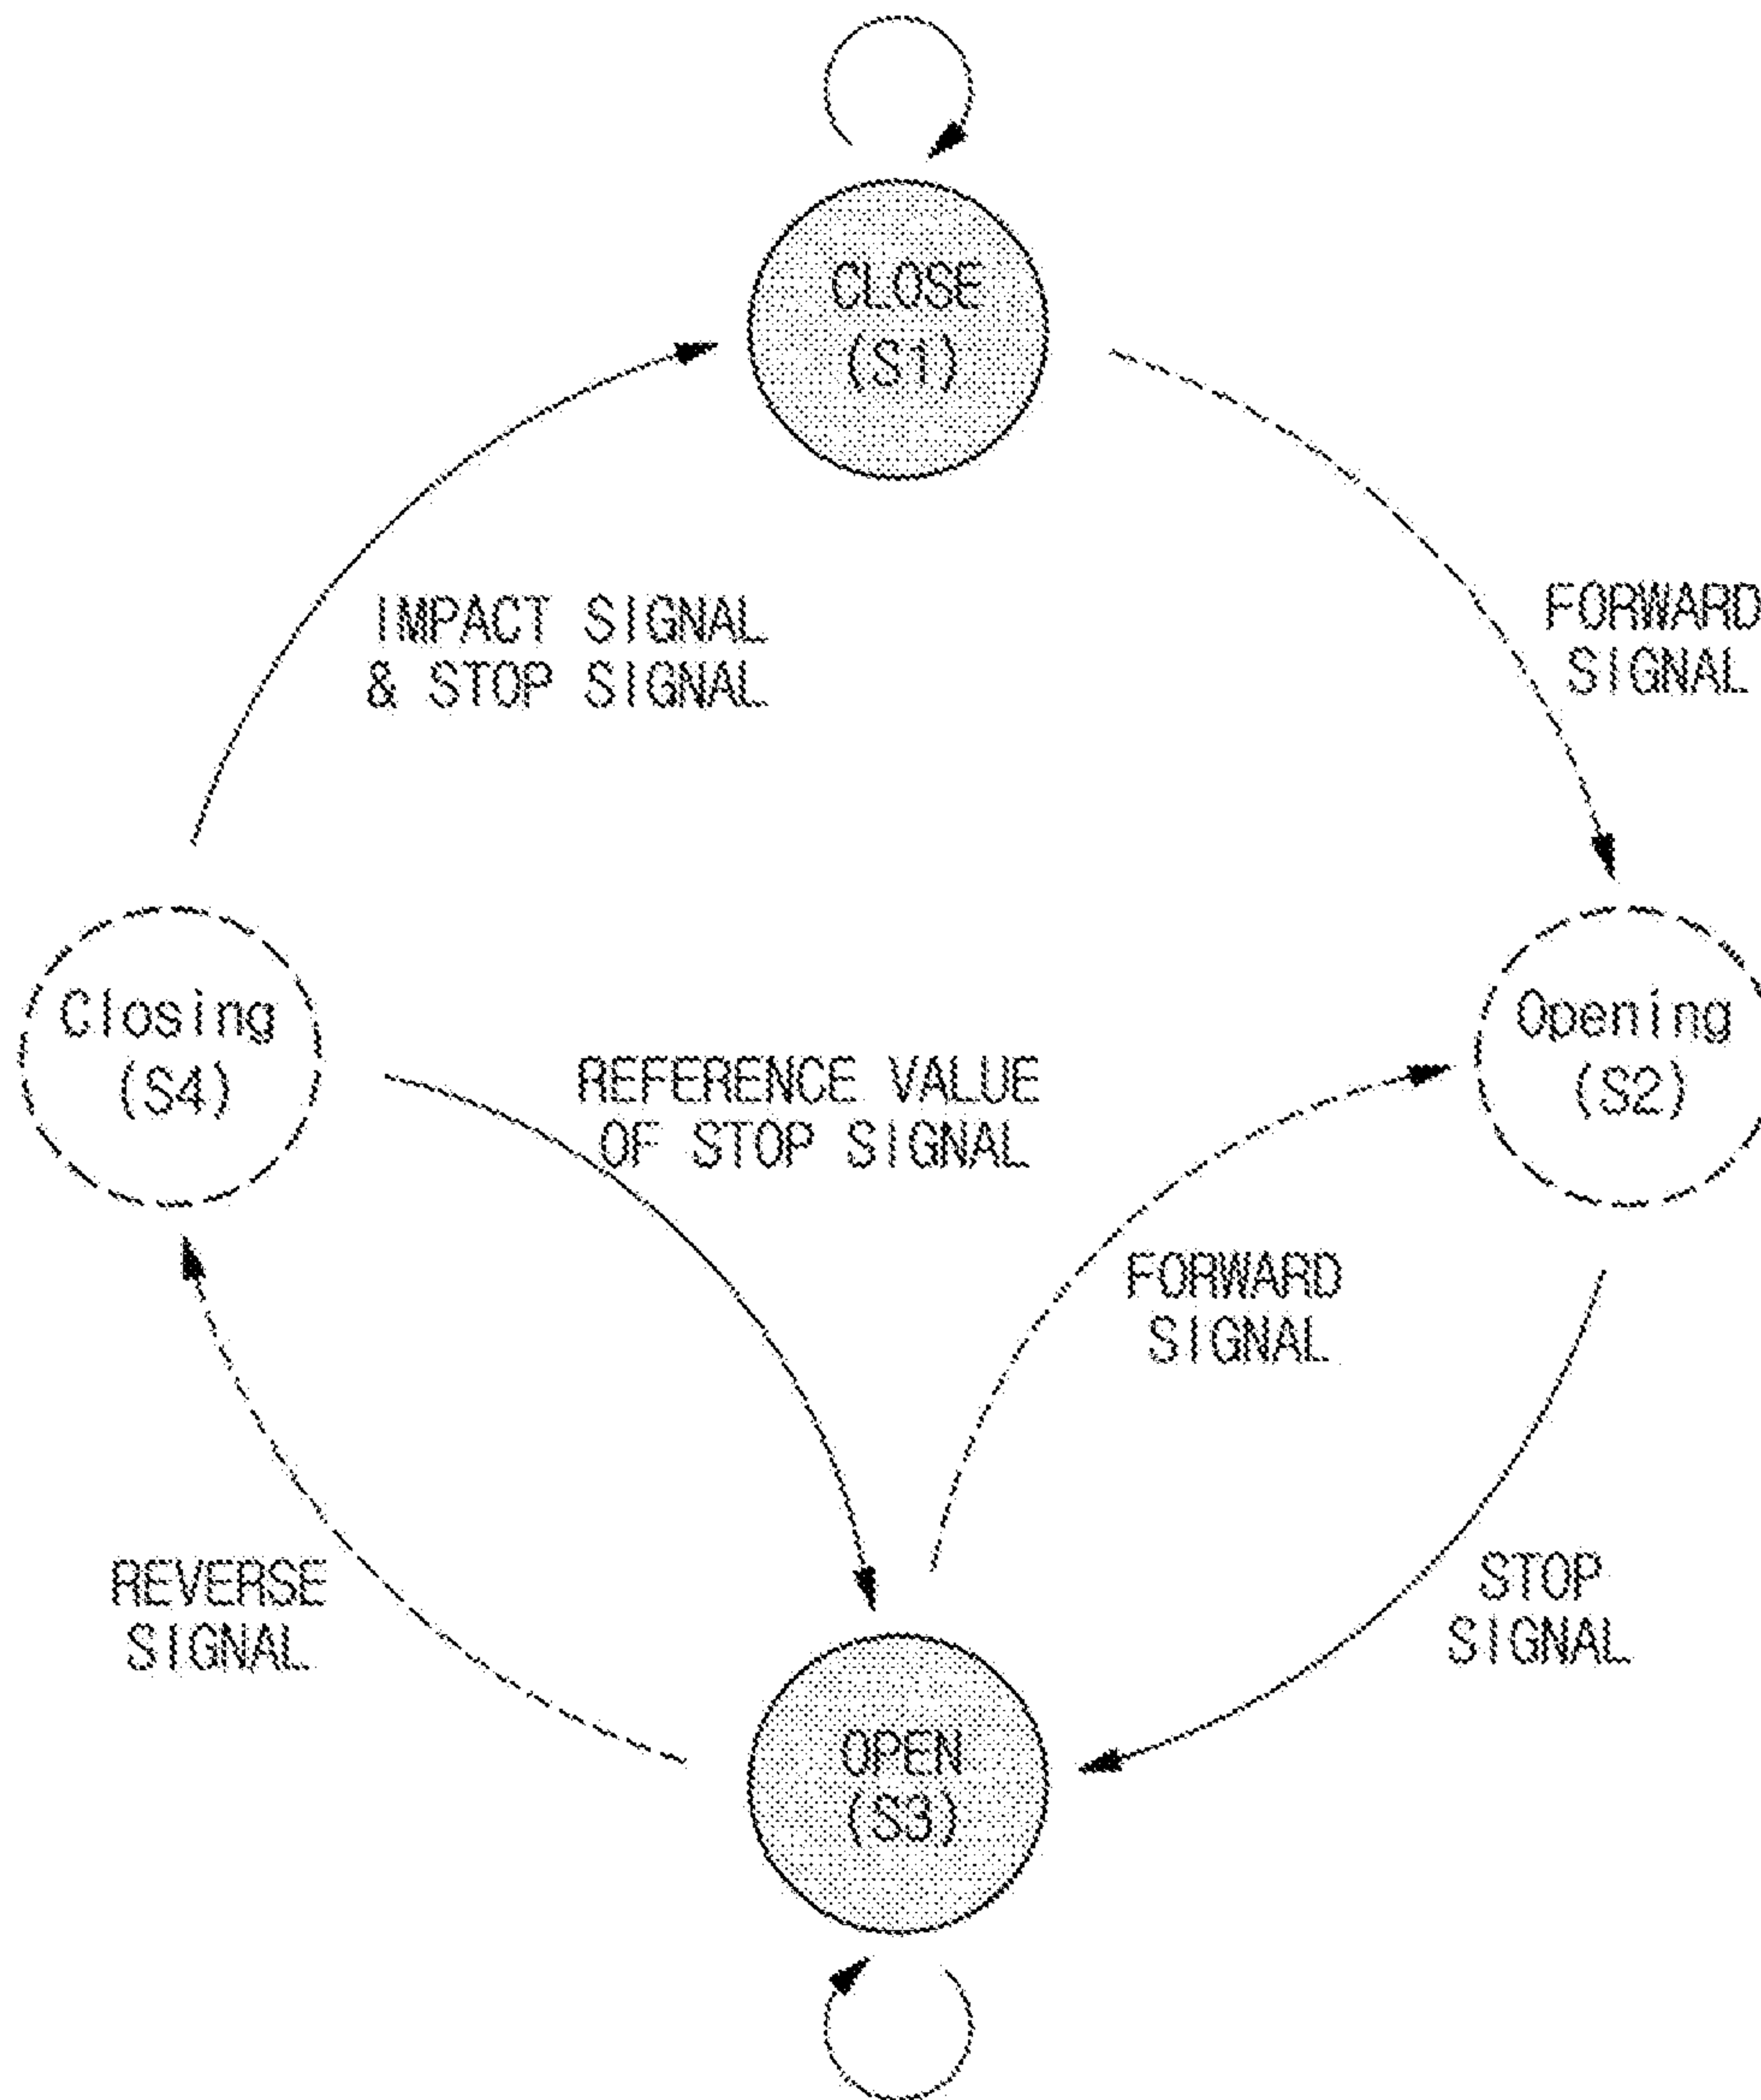 CLOSE
(S1)
IMPACT SIGNAL
& STOP SIGNAL
FORWARD
SIGNAL
Closing
(S4)
REFERENCE VALUE
OF STOP SIGNAL
Opening
(S2)
FORWARD
SIGNAL
REVERSE
SIGNAL
STOP
SIGNAL
OPEN
(S3)